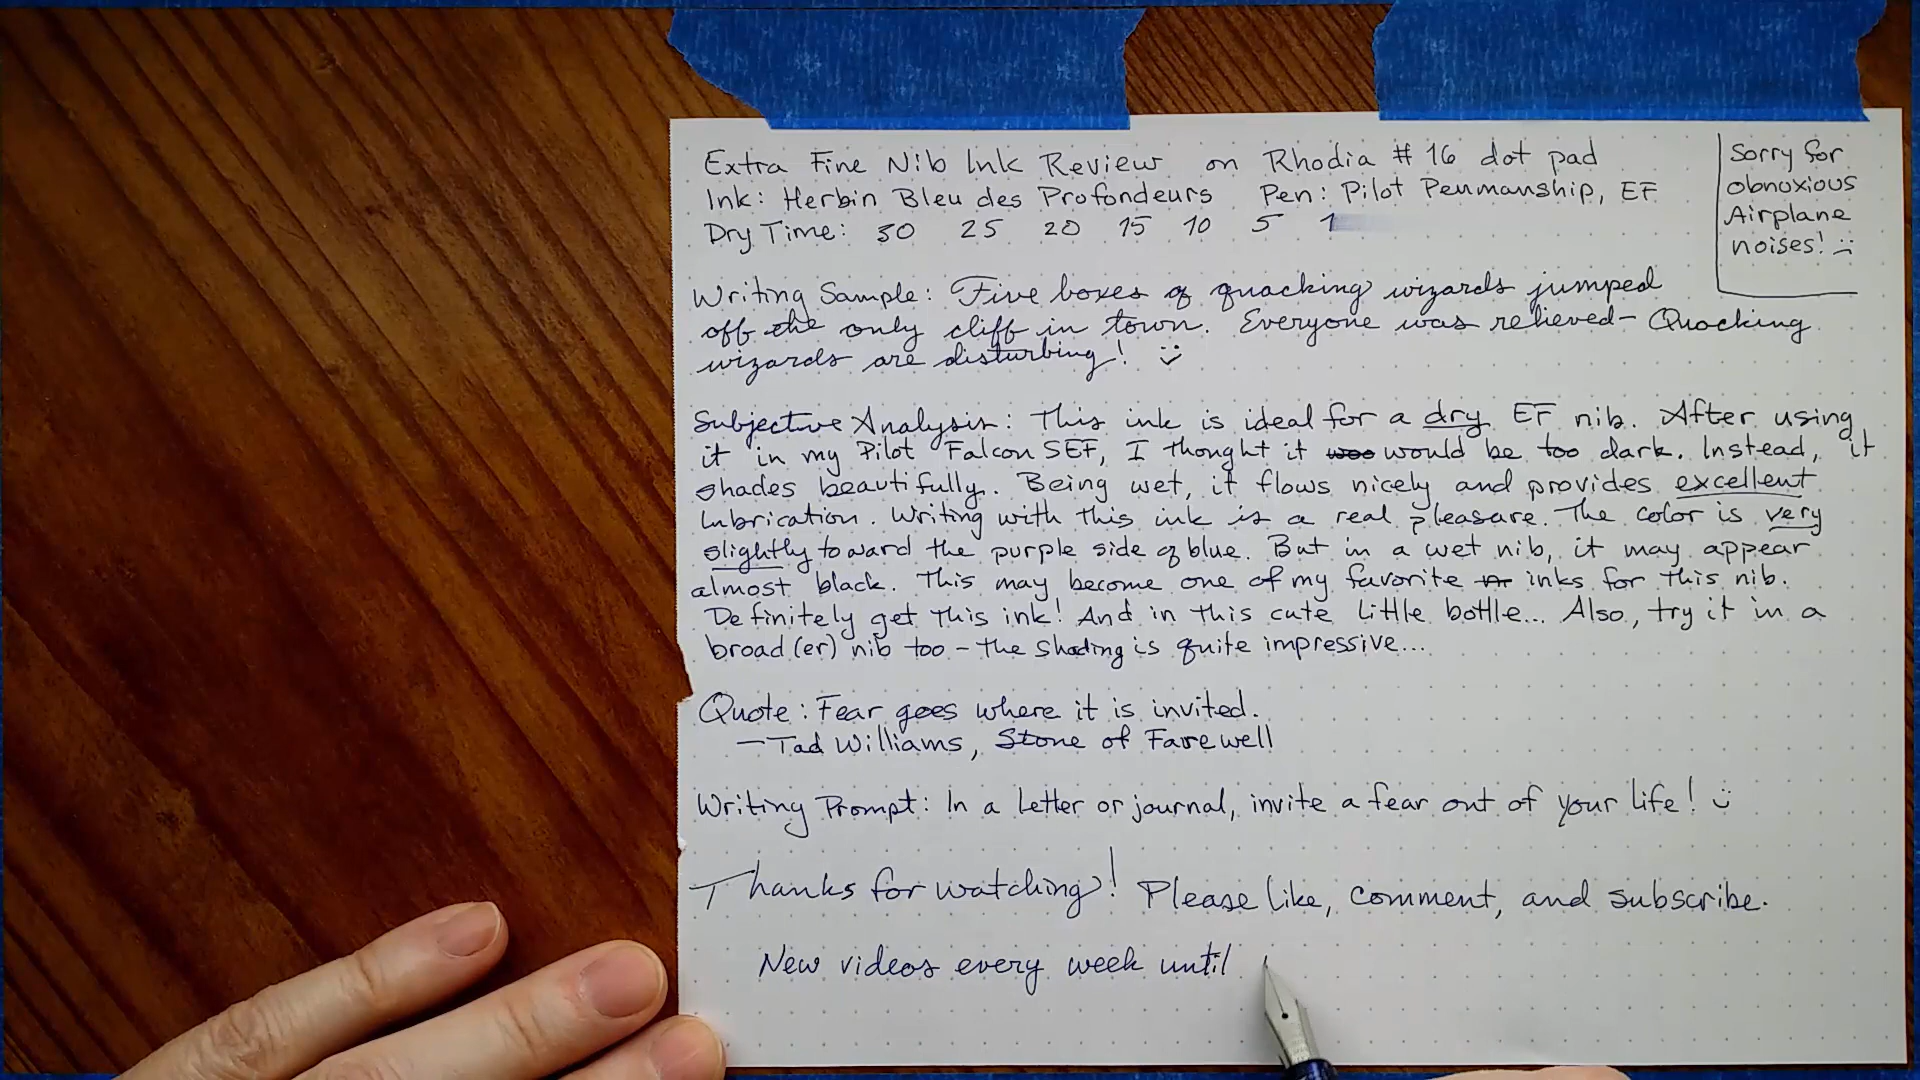 Extra Fine Nib Ink Review on Rhodia #16 dot pad
Ink: Herbin Bleu des Profondeurs Pen: Pilot Penmanship, EF
Dry Time: 30 25 20 15 10 5 1
Sorry for
obnoxious
Airplane
noises! :(
Writing Sample: Five boxes of quacking wizards jumped
off the only cliff in town. Everyone was relieved- Quacking
wizards are disturbing! :)
Subjective Analysis: This ink is ideal for a dry EF nib. After using
it in my Pilot Falcon SEF, I thought it woo would be too dark. Instead, it
shades beautifully. Being wet, it flows nicely and provides excellent
lubrication. Writing with this ink is a real pleasure. The color is very
slightly toward the purple side of blue. But in a wet nib, it may appear
almost black. This may become one of my favorite inks for this nib.
Definitely get this ink! And in this cute little bottle... Also, try it in a
broad(er) nib too - the shading is quite impressive...
Quote: Fear goes where it is invited.
-Tad Williams, Stone of Farewell
Writing Prompt: In a letter or journal, invite a fear out of your life! :)
Thanks for watching! Please like, comment, and subscribe.
New videos every week until